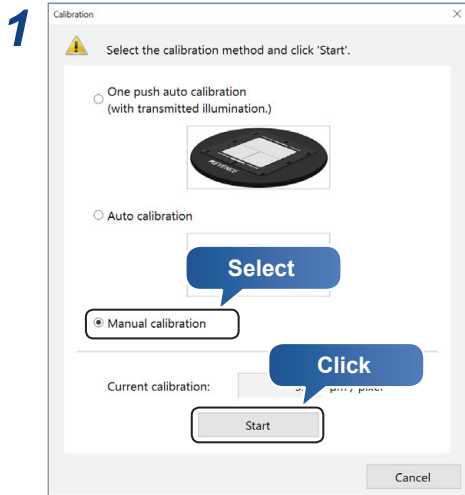 1
Calibration
Select the calibration method and click 'Start'.
One push auto calibration
(with transmitted illumination.)
KEYENCE
Auto calibration
Select
Manual calibration
Click
Current calibration:
μm / pixel
Start
Cancel